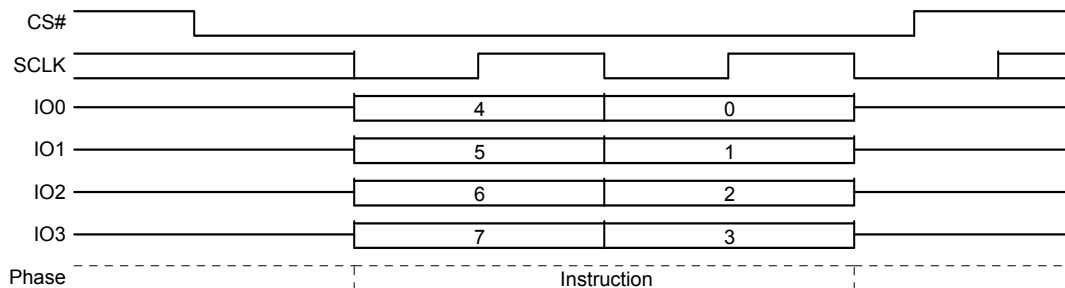 CS#
SCLK
IO0 4 0
IO1 5 1
IO2 6 2
IO3 7 3
Phase Instruction